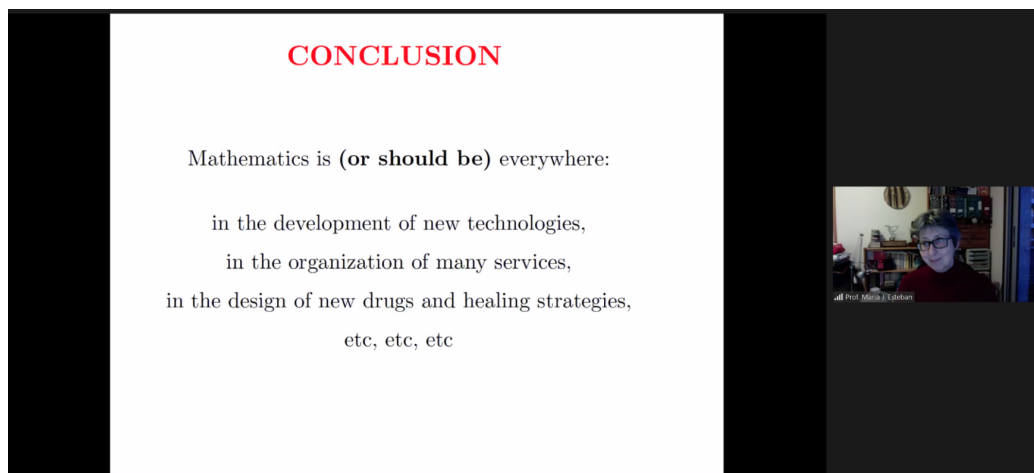 CONCLUSION
Mathematics is (or should be) everywhere:
in the development of new technologies,
in the organization of many services,
in the design of new drugs and healing strategies,
etc, etc, etc
Prof. Maria J. Esteban